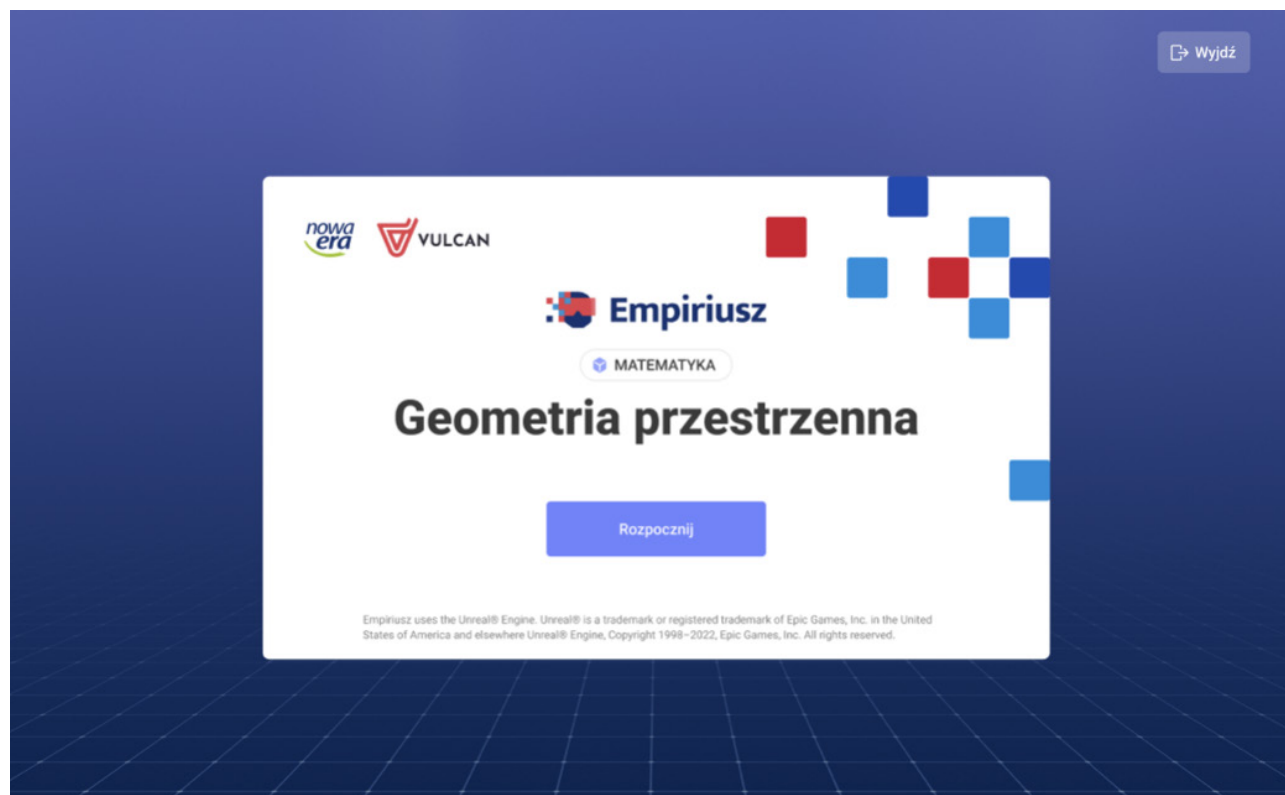 Wyjdź
nowa
era
VULCAN
Empiriusz
MATEMATYKA
Geometria przestrzenna
Rozpocznij
Empiriusz uses the Unreal® Engine. Unreal® is a trademark or registered trademark of Epic Games, Inc. in the United
States of America and elsewhere Unreal® Engine, Copyright 1998–2022, Epic Games, Inc. All rights reserved.